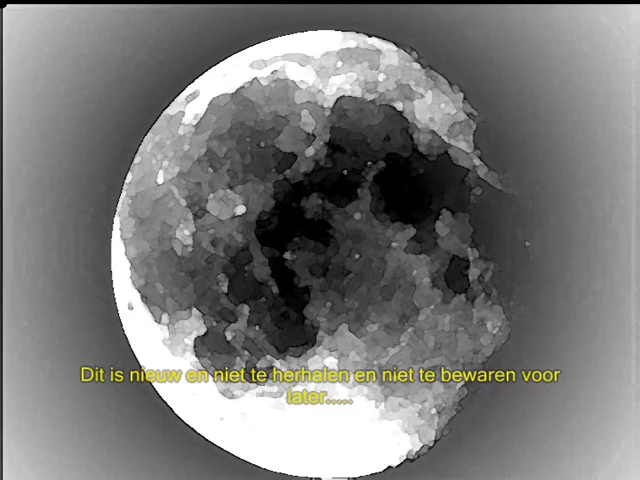 Dit is nieuw en niet te herhalen en niet te bewaren voor
later.....